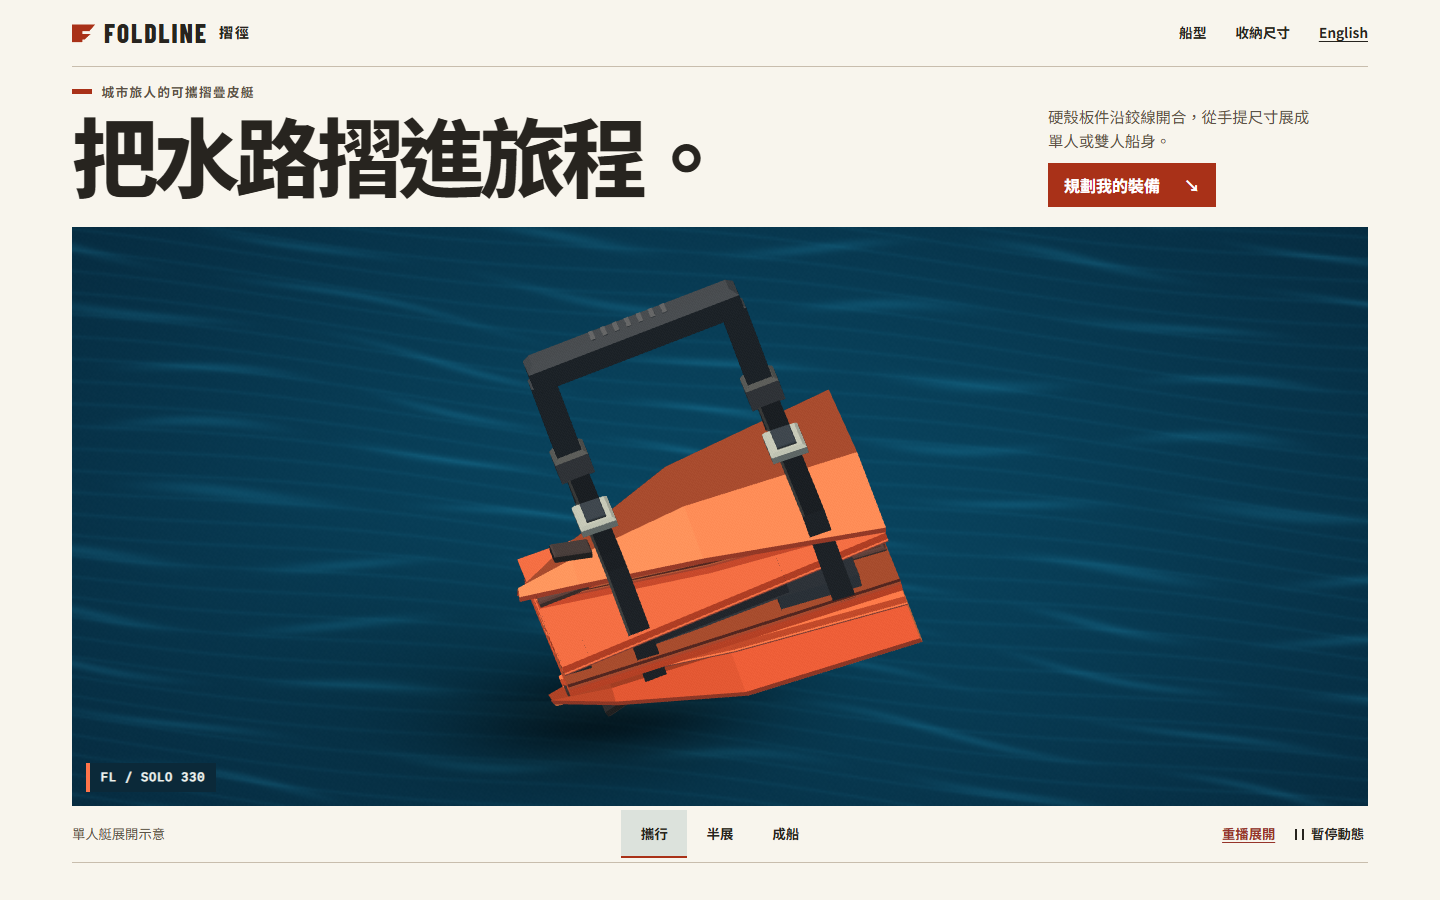 FOLDLINE 摺徑
船型 收納尺寸 English
城市旅人的可攜摺疊皮艇
把水路摺進旅程。
硬殼板件沿鉸線開合，從手提尺寸展成
單人或雙人船身。
規劃我的裝備 ↘
FL / SOLO 330
單人艇展開示意
攜行 半展 成船
重播展開 暫停動態